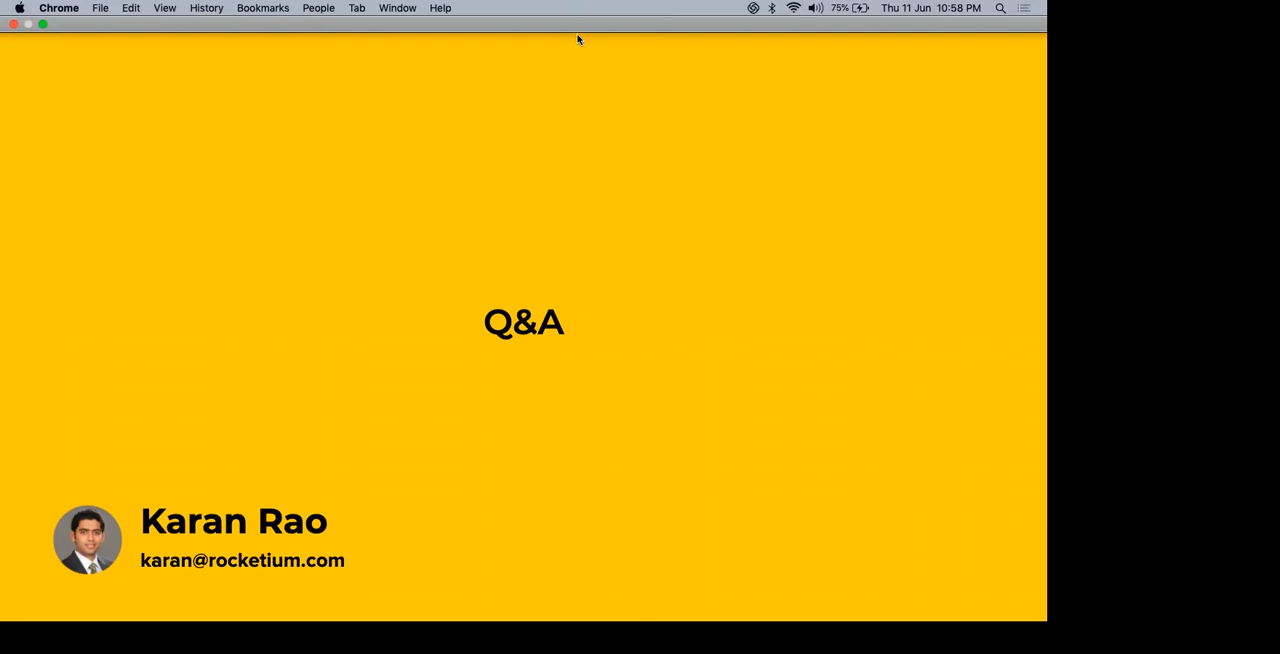 Chrome File Edit View History Bookmarks People Tab Window Help 75% Thu 11 Jun 10:58 PM
Q&A
Karan Rao
karan@rocketium.com